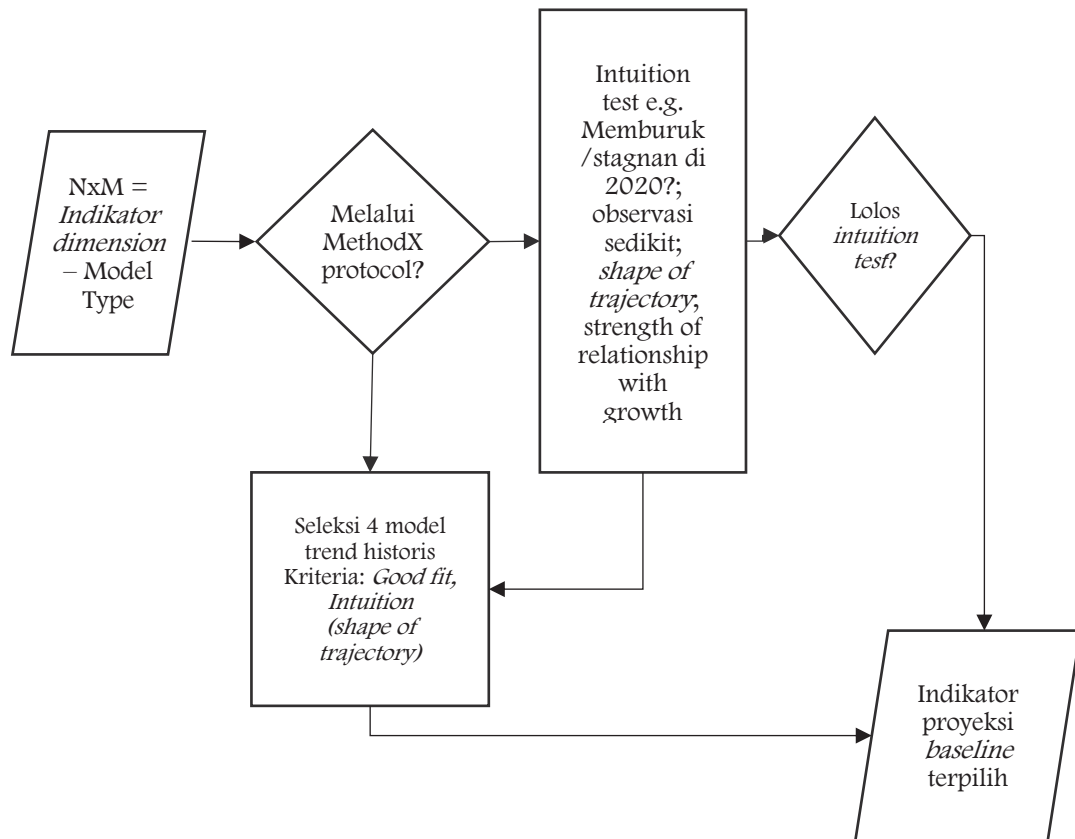 NxM =
Indikator
dimension
– Model
Type
Melalui
MethodX
protocol?
Intuition
test e.g.
Memburuk
/stagnan di
2020?;
observasi
sedikit;
shape of
trajectory;
strength of
relationship
with
growth
Lolos
intuition
test?
Seleksi 4 model
trend historis
Kriteria: Good fit,
Intuition
(shape of
trajectory)
Indikator
proyeksi
baseline
terpilih